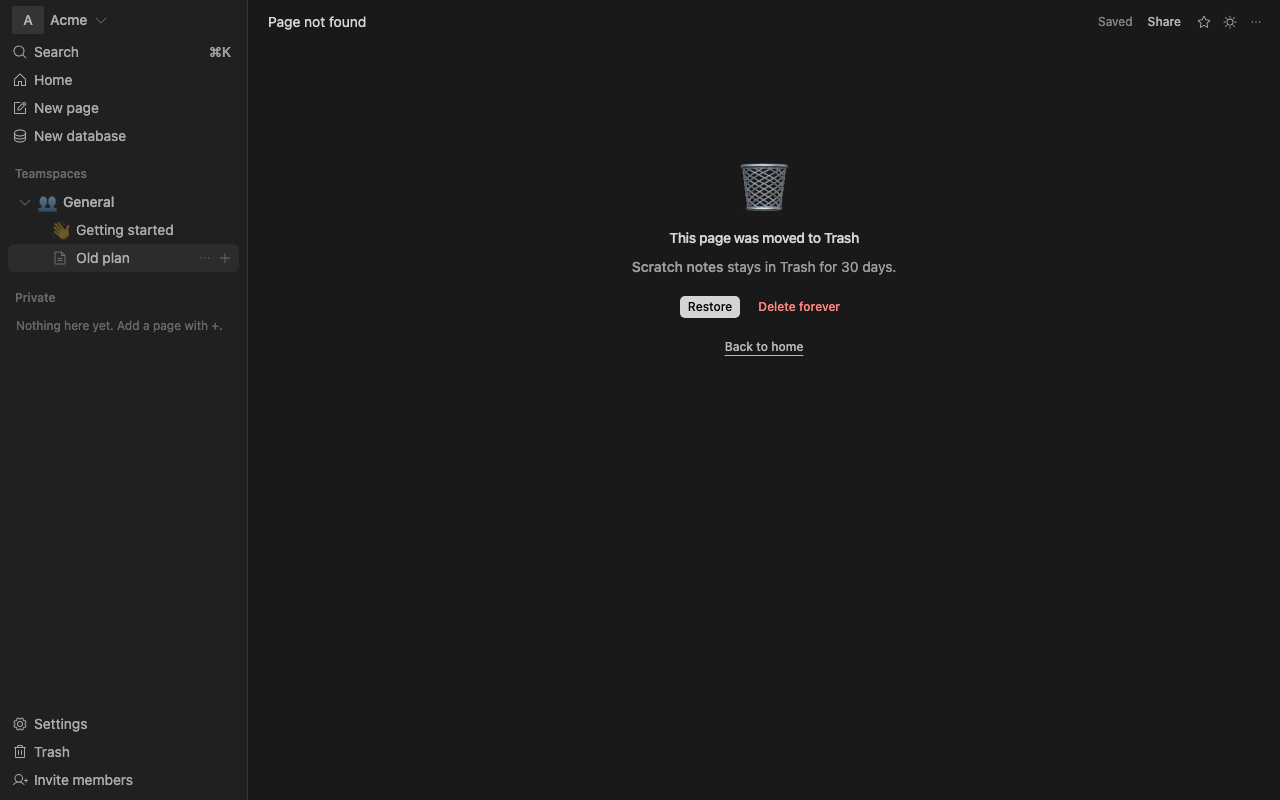 A Acme
Search ⌘K
Home
New page
New database
Teamspaces
General
Getting started
Old plan
Private
Nothing here yet. Add a page with +.
Settings
Trash
Invite members
Page not found
Saved Share
This page was moved to Trash
Scratch notes stays in Trash for 30 days.
Restore Delete forever
Back to home